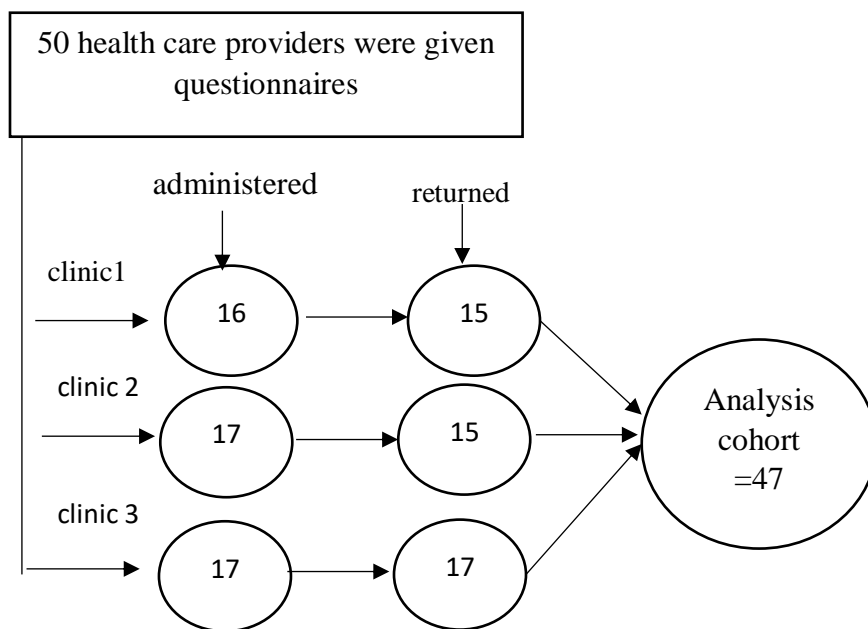 50 health care providers were given
questionnaires
administered
returned
clinic1
16
15
clinic 2
17
15
clinic 3
17
17
Analysis
cohort
=47